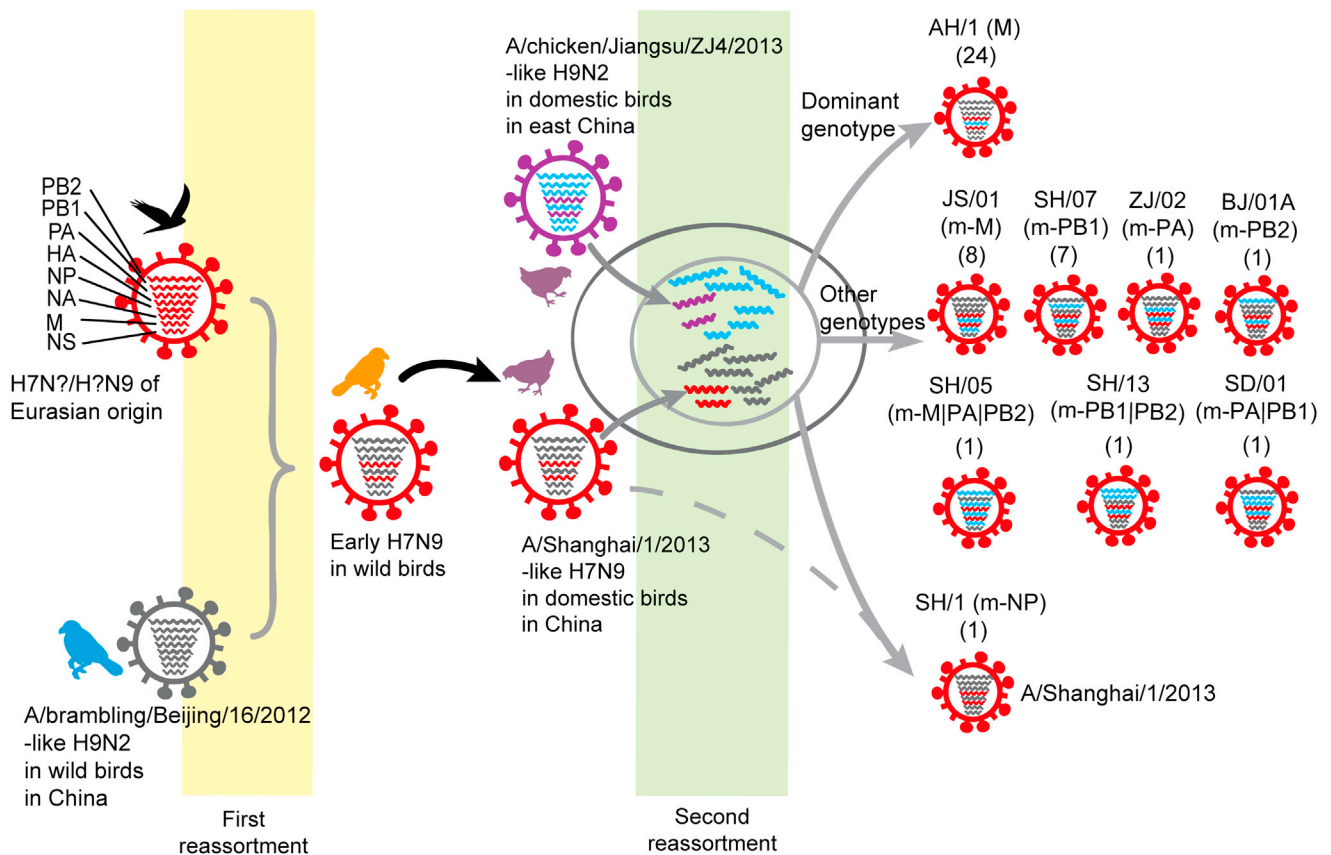 PB2
PB1
PA
HA
NP
NA
M
NS
H7N?/H?N9 of
Eurasian origin
A/brambling/Beijing/16/2012
-like H9N2
in wild birds
in China
First
reassortment
Early H7N9
in wild birds
A/chicken/Jiangsu/ZJ4/2013
-like H9N2
in domestic birds
in east China
A/Shanghai/1/2013
-like H7N9
in domestic birds
in China
Second
reassortment
Dominant
genotype
Other
genotypes
AH/1 (M)
(24)
JS/01
(m-M)
(8)
SH/07
(m-PB1)
(7)
ZJ/02
(m-PA)
(1)
BJ/01A
(m-PB2)
(1)
SH/05
(m-M|PA|PB2)
(1)
SH/13
(m-PB1|PB2)
(1)
SD/01
(m-PA|PB1)
(1)
SH/1 (m-NP)
(1)
A/Shanghai/1/2013